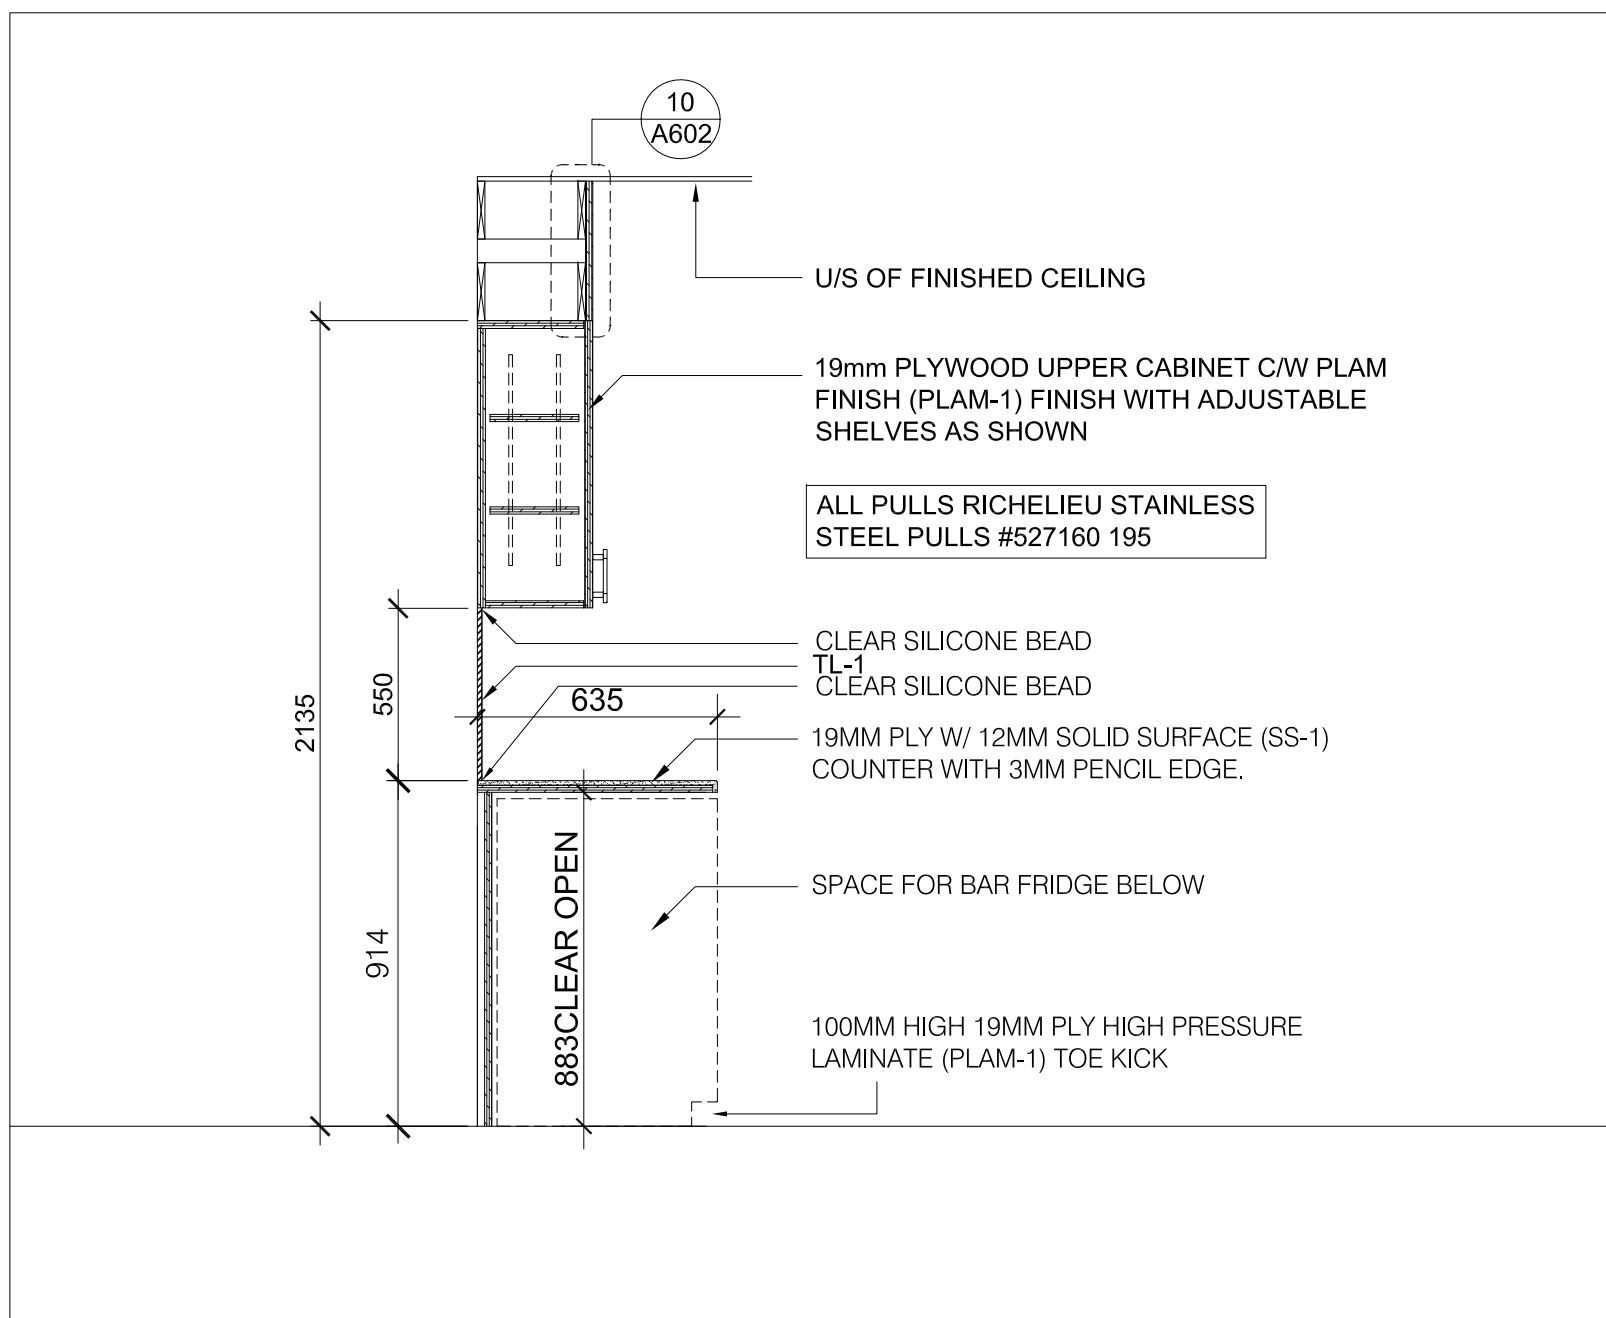 10
A602
U/S OF FINISHED CEILING
19mm PLYWOOD UPPER CABINET C/W PLAM
FINISH (PLAM-1) FINISH WITH ADJUSTABLE
SHELVES AS SHOWN
ALL PULLS RICHELIEU STAINLESS
STEEL PULLS #527160 195
CLEAR SILICONE BEAD
TL-1
CLEAR SILICONE BEAD
635
550
2135
19MM PLY W/ 12MM SOLID SURFACE (SS-1)
COUNTER WITH 3MM PENCIL EDGE.
883CLEAR OPEN
914
SPACE FOR BAR FRIDGE BELOW
100MM HIGH 19MM PLY HIGH PRESSURE
LAMINATE (PLAM-1) TOE KICK